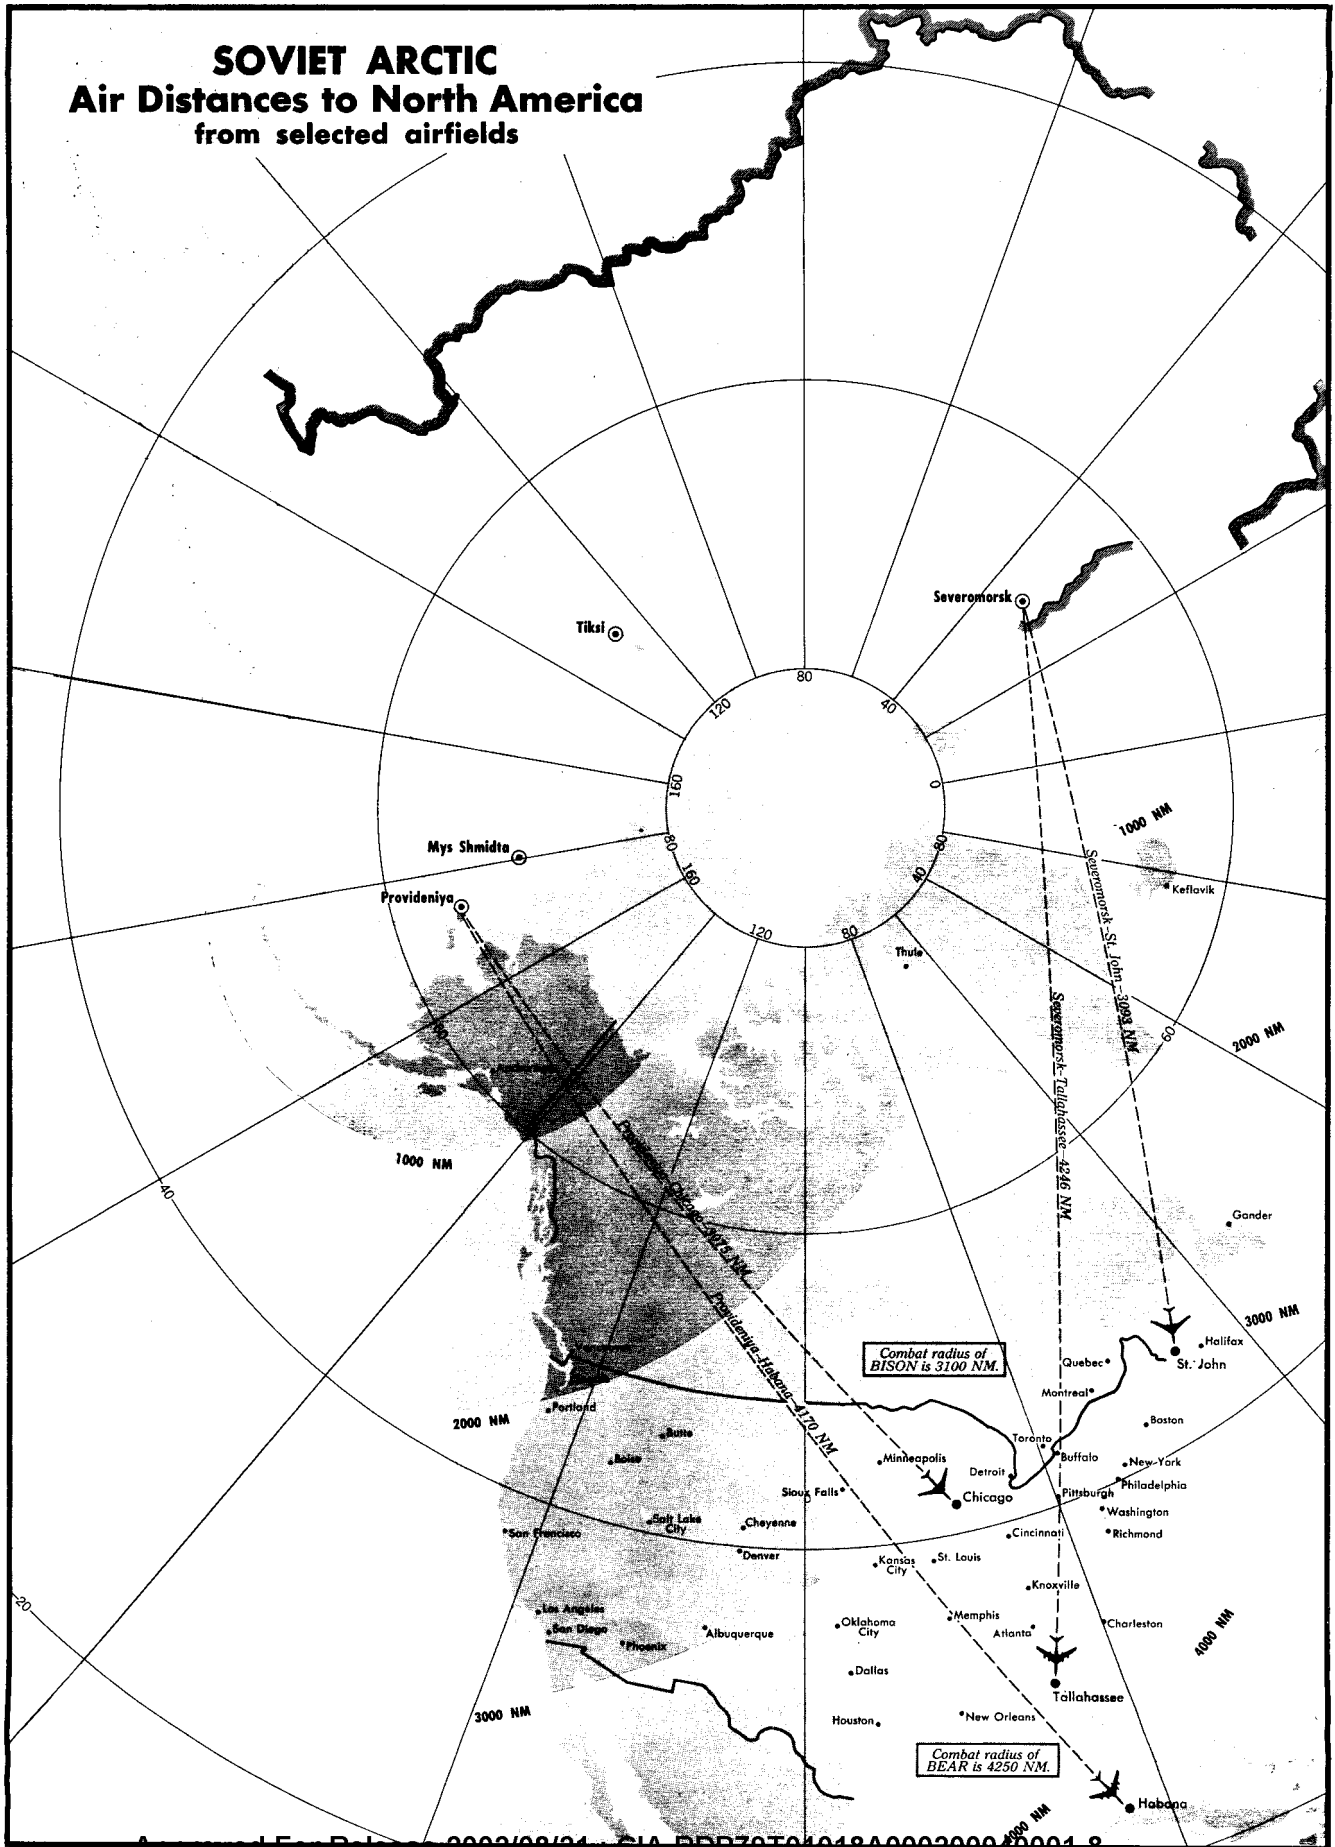 SOVIET ARCTIC
Air Distances to North America
from selected airfields
Severomorsk
Tiksi
80
120
40
160
0
Mys Shmidta
80
160
80
40
1000 NM
Keflavik
Provideniya
120
80
Thule
Severomorsk-St. John-3093 NM
Severomorsk-Tallahassee-4246 NM
60
2000 NM
1000 NM
40
Provideniya-Chicago-3075 NM
Gander
Provideniya-Habana-4170 NM
3000 NM
Combat radius of
BISON is 3100 NM.
Halifax
St. John
Quebec
Montreal
2000 NM
Portland
Butte
Boise
Boston
Toronto
Buffalo
Minneapolis
Detroit
New York
Philadelphia
Sioux Falls
Chicago
Pittsburgh
Washington
Salt Lake
City
Cheyenne
San Francisco
Cincinnati
Richmond
Denver
Kansas
City
St. Louis
Knoxville
20
Los Angeles
San Diego
Phoenix
Albuquerque
Oklahoma
City
Memphis
Atlanta
Charleston
4000 NM
Dallas
Tallahassee
3000 NM
Houston
New Orleans
Combat radius of
BEAR is 4250 NM.
Habana
4000 NM